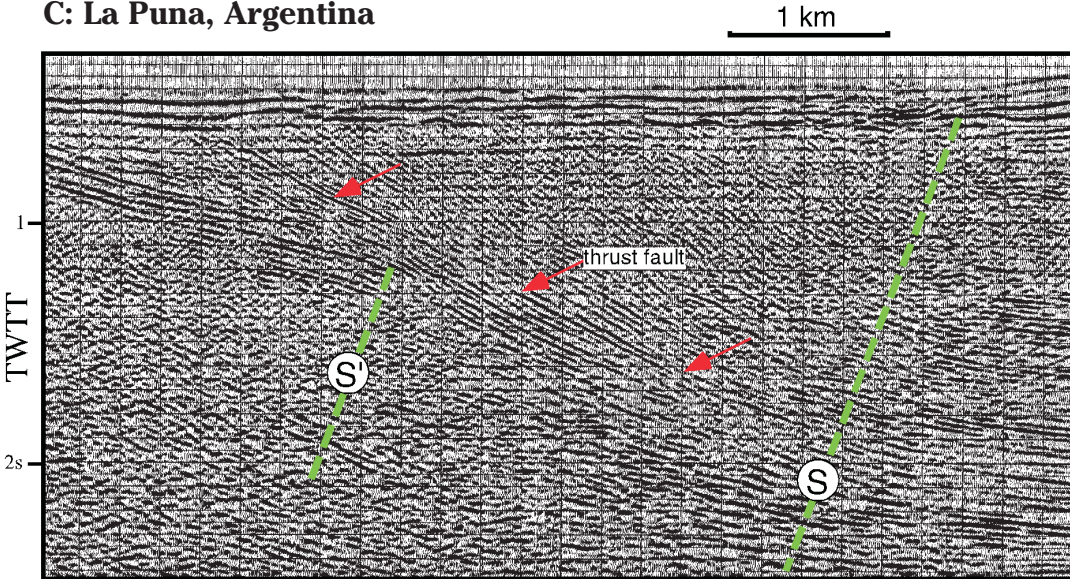 C: La Puna, Argentina
1 km
1
thrust fault
TWTT
S'
2s
S